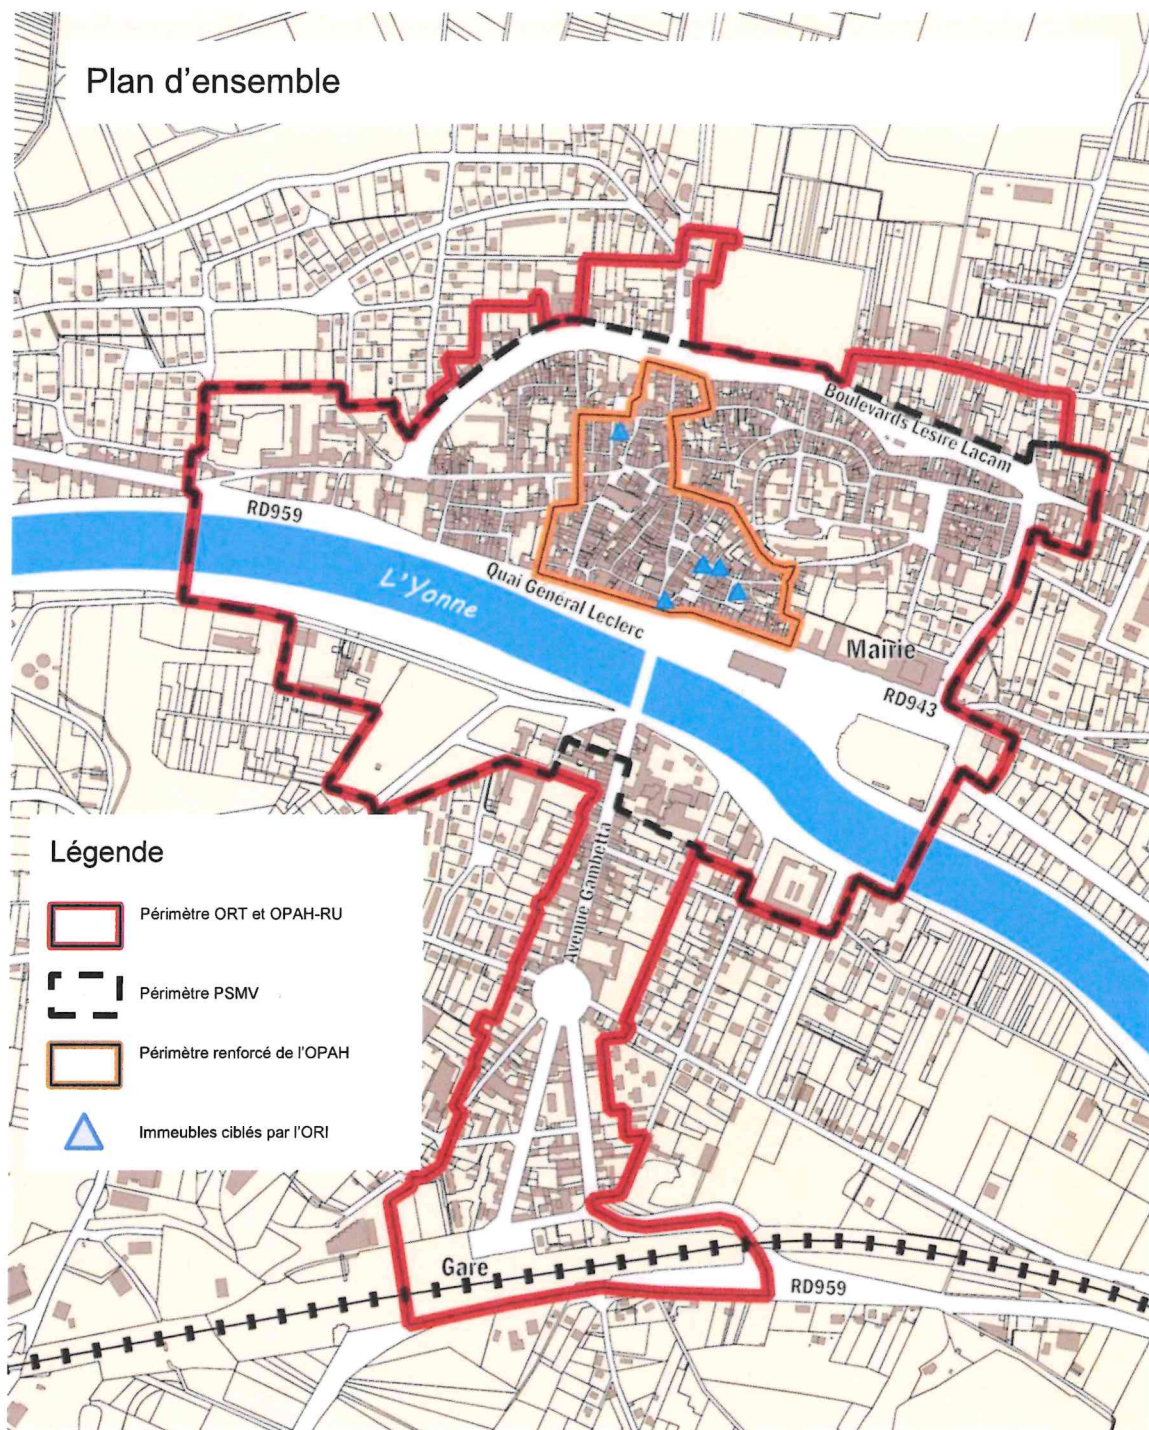 Plan d'ensemble
Boulevards Lesire Lacam
RD959
L'Yonne
Quai Général Leclerc
Mairie
RD943
Avenue Gambetta
Légende
Périmètre ORT et OPAH-RU
Périmètre PSMV
Périmètre renforcé de l'OPAH
Immeubles ciblés par l'ORI
Gare
RD959